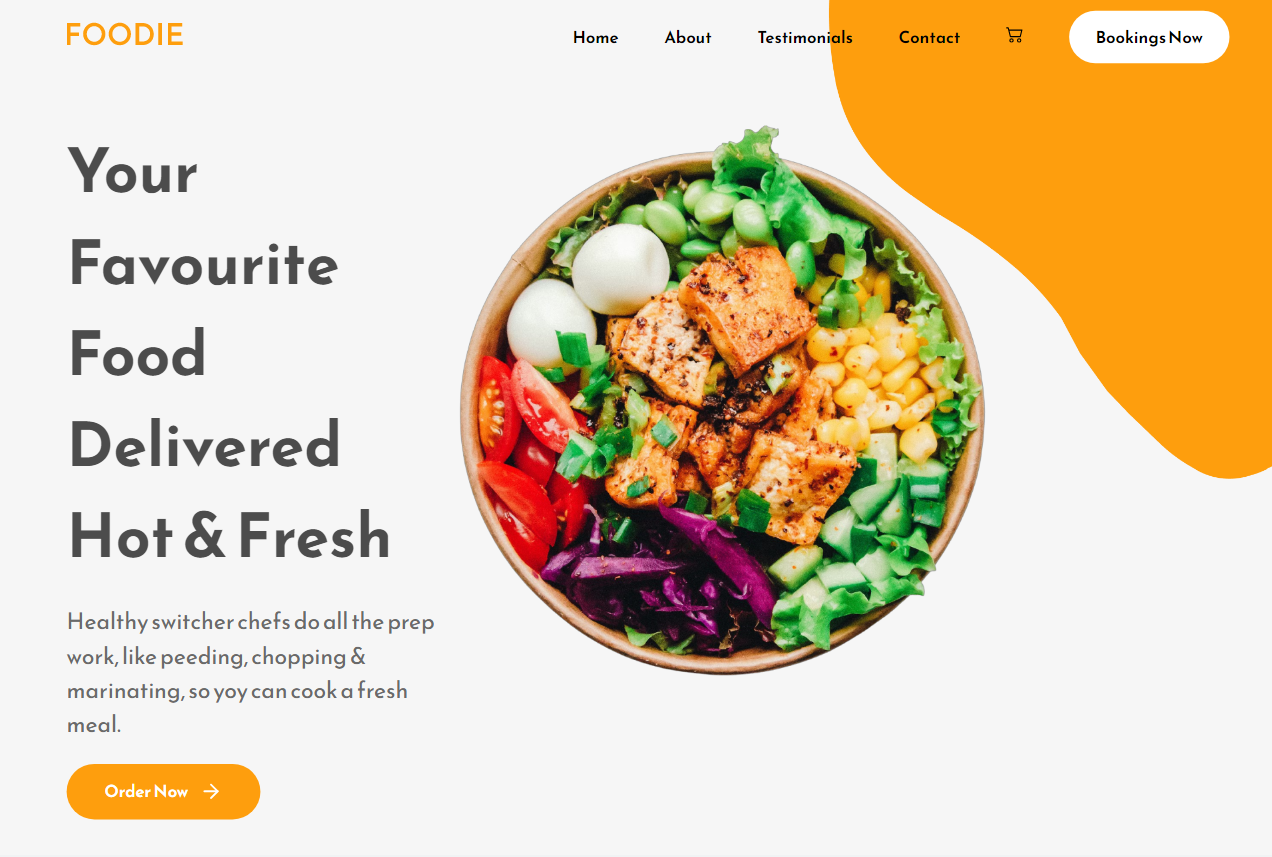 FOODIE
Home About Testimonials Contact Bookings Now
Your
Favourite
Food
Delivered
Hot & Fresh
Healthy switcher chefs do all the prep
work, like peeding, chopping &
marinating, so yoy can cook a fresh
meal.
Order Now